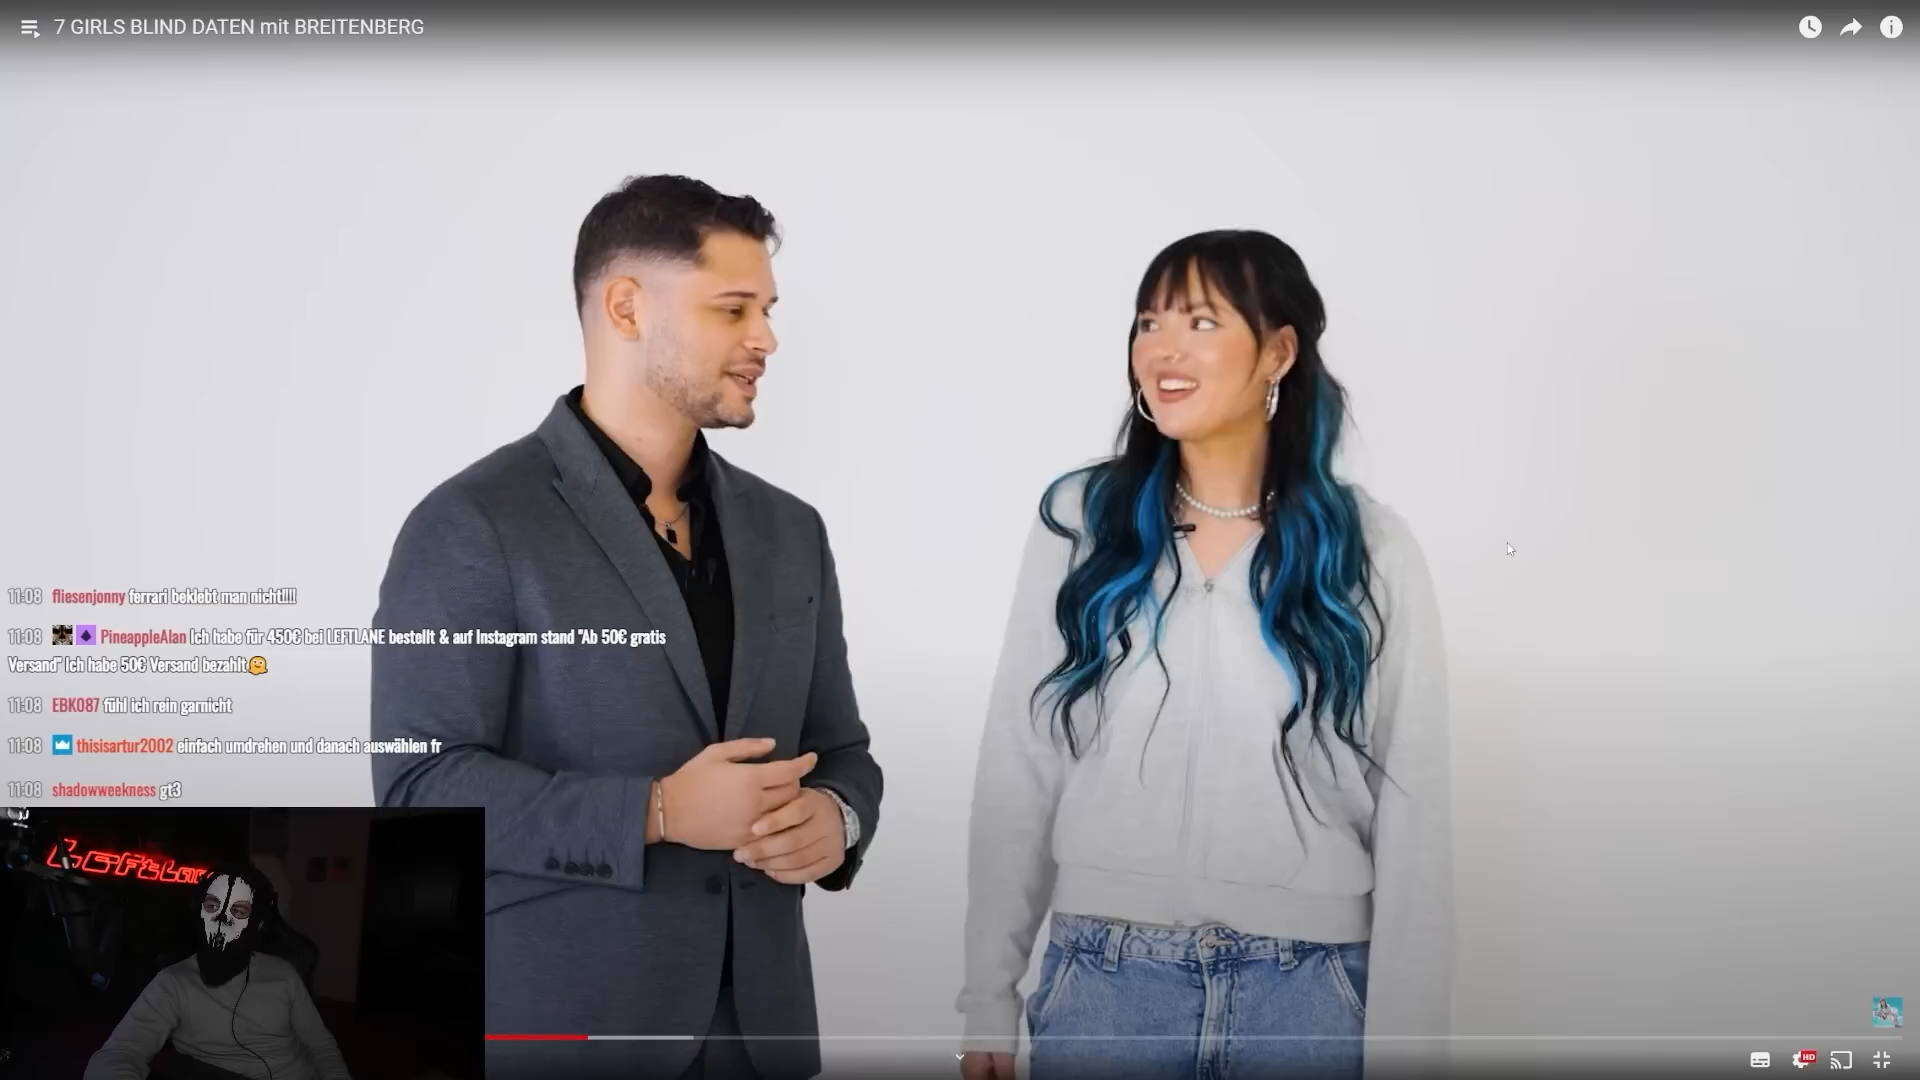 7 GIRLS BLIND DATEN mit BREITENBERG
11:08 fliesenjonny ferrari beklebt man nicht!!!!
11:08 PineappleAlan Ich habe für 450€ bei LEFTLANE bestellt & auf Instagram stand "Ab 50€ gratis
Versand" Ich habe 50€ Versand bezahlt
11:08 EBK087 fühl ich rein garnicht
11:08 thisisartur2002 einfach umdrehen und danach auswählen fr
11:08 shadowweekness gt3
HD